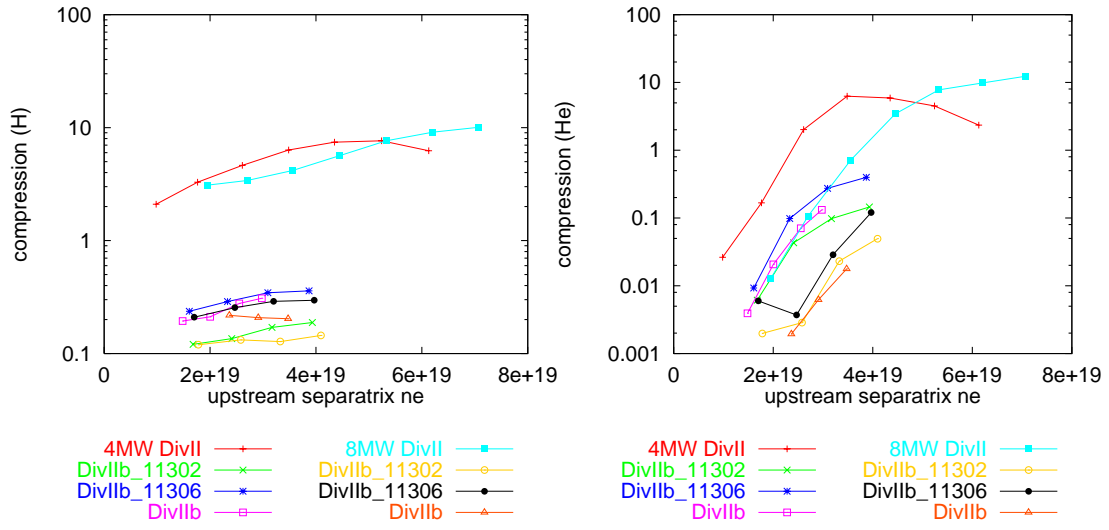 100
10
1
0.1
compression (H)
0 2e+19 4e+19 6e+19 8e+19
upstream separatrix ne
4MW DivII 8MW DivII
DivIIb_11302 DivIIb_11302
DivIIb_11306 DivIIb_11306
DivIIb DivIIb
100
10
1
0.1
0.01
0.001
compression (He)
0 2e+19 4e+19 6e+19 8e+19
upstream separatrix ne
4MW DivII 8MW DivII
DivIIb_11302 DivIIb_11302
DivIIb_11306 DivIIb_11306
DivIIb DivIIb